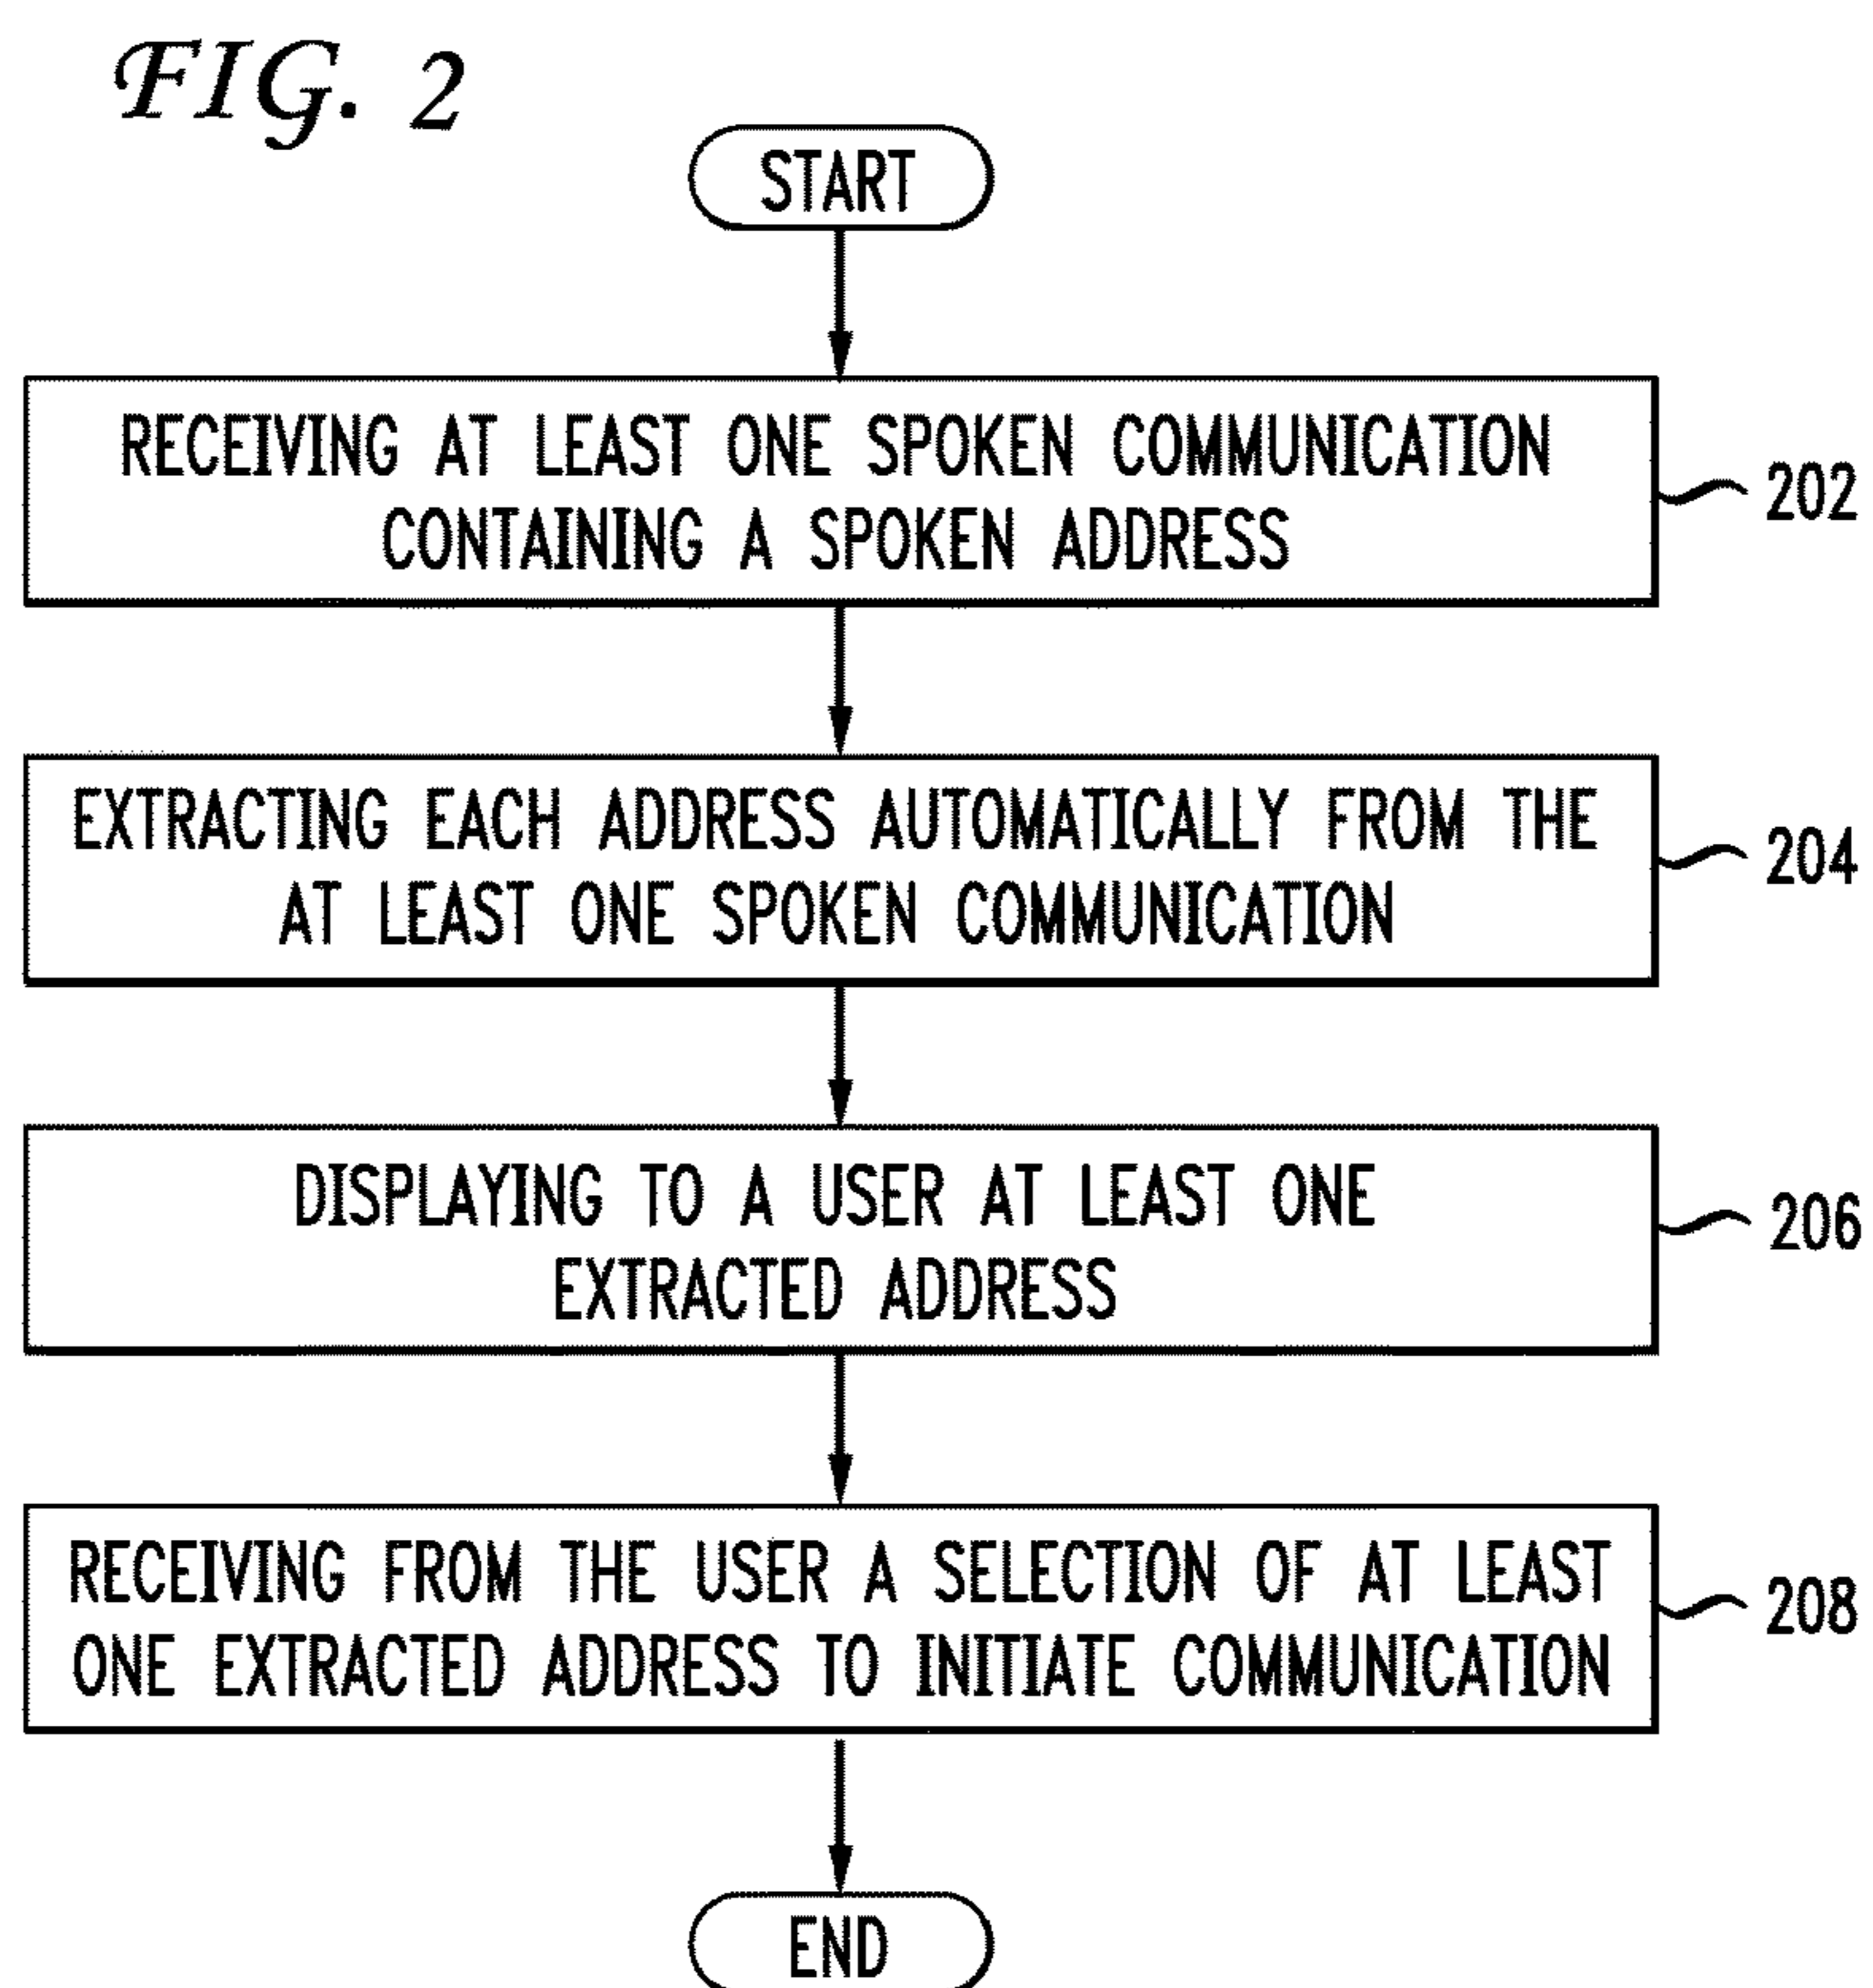 FIG. 2
START
RECEIVING AT LEAST ONE SPOKEN COMMUNICATION
CONTAINING A SPOKEN ADDRESS
202
EXTRACTING EACH ADDRESS AUTOMATICALLY FROM THE
AT LEAST ONE SPOKEN COMMUNICATION
204
DISPLAYING TO A USER AT LEAST ONE
EXTRACTED ADDRESS
206
RECEIVING FROM THE USER A SELECTION OF AT LEAST
ONE EXTRACTED ADDRESS TO INITIATE COMMUNICATION
208
END